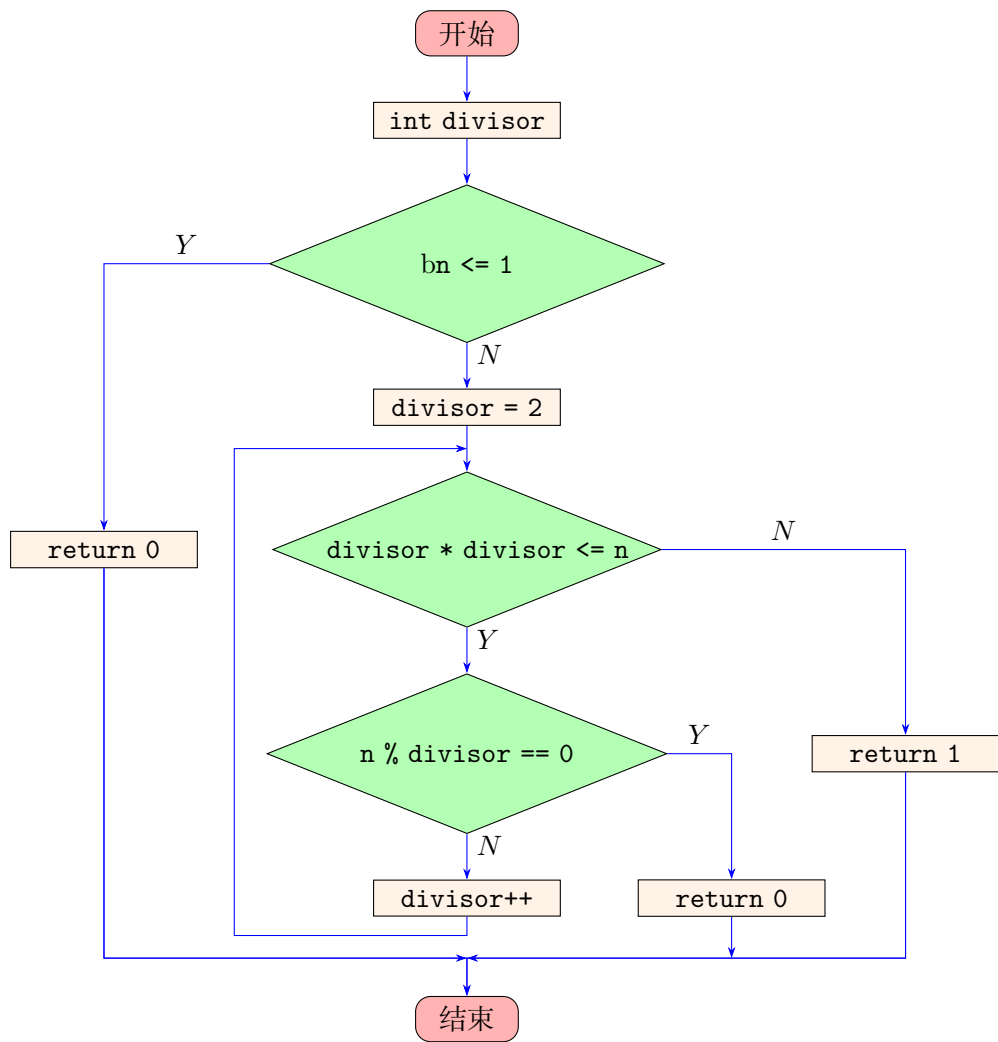 开始
int divisor
bn <= 1
Y
N
divisor = 2
divisor * divisor <= n
N
return 0
Y
n % divisor == 0
Y
return 1
N
divisor++
return 0
结束